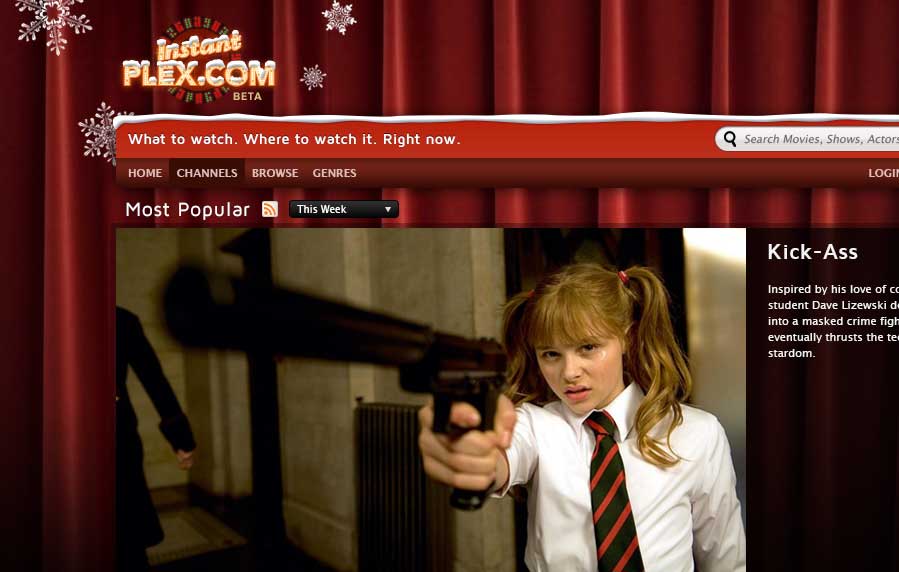 Instant
PLEX.COM
BETA
What to watch. Where to watch it. Right now.
Search Movies, Shows, Actors
HOME CHANNELS BROWSE GENRES LOGIN
Most Popular This Week
Kick-Ass
Inspired by his love of co
student Dave Lizewski de
into a masked crime figh
eventually thrusts the tee
stardom.